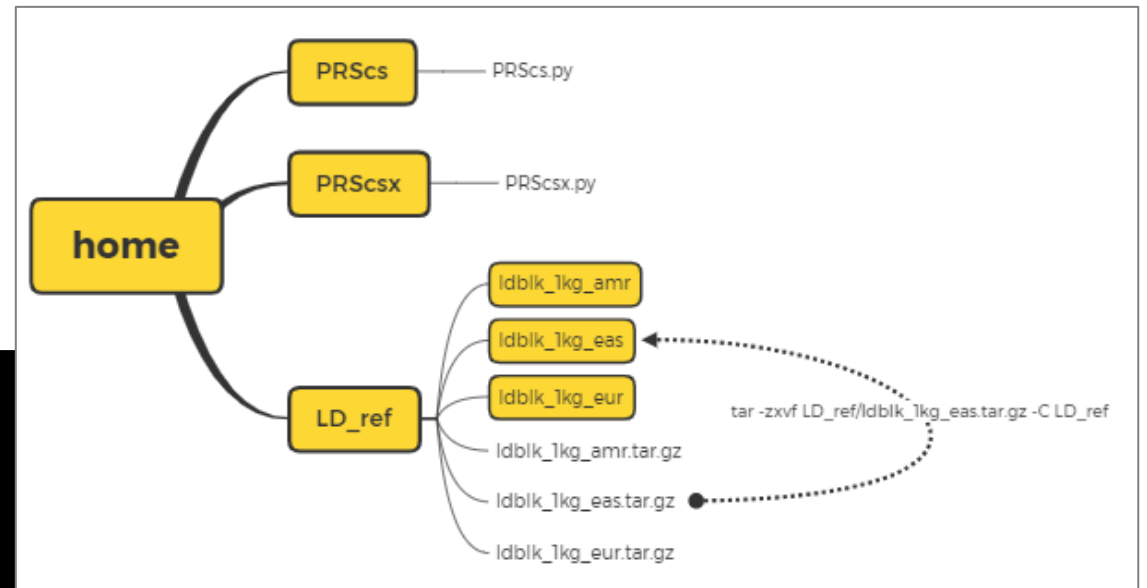 PRScs
PRScs.py
PRScsx
PRScsx.py
home
ldblk_1kg_amr
ldblk_1kg_eas
ldblk_1kg_eur
tar -zxvf LD_ref/ldblk_1kg_eas.tar.gz -C LD_ref
LD_ref
ldblk_1kg_amr.tar.gz
ldblk_1kg_eas.tar.gz
ldblk_1kg_eur.tar.gz